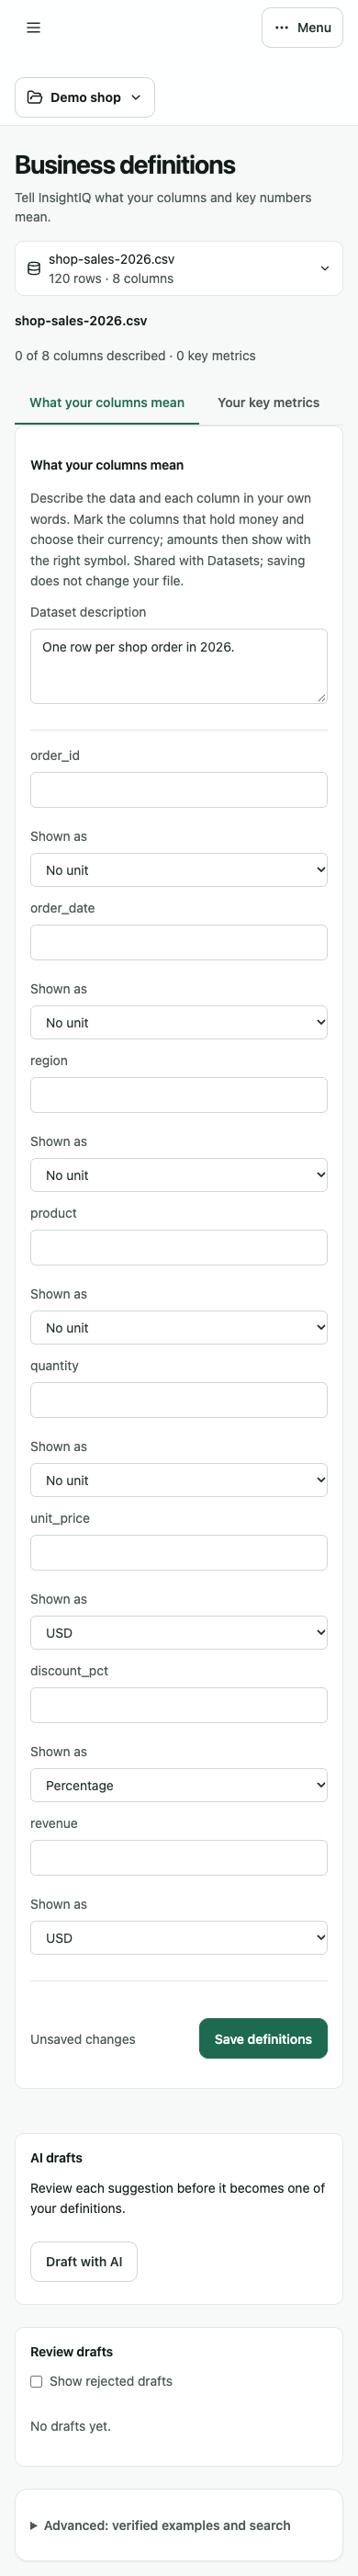 Menu
Demo shop
Business definitions
Tell InsightIQ what your columns and key numbers
mean.
shop-sales-2026.csv
120 rows · 8 columns
shop-sales-2026.csv
0 of 8 columns described · 0 key metrics
What your columns mean
Your key metrics
What your columns mean
Describe the data and each column in your own
words. Mark the columns that hold money and
choose their currency; amounts then show with
the right symbol. Shared with Datasets; saving
does not change your file.
Dataset description
One row per shop order in 2026.
order_id
Shown as
No unit
order_date
Shown as
No unit
region
Shown as
No unit
product
Shown as
No unit
quantity
Shown as
No unit
unit_price
Shown as
USD
discount_pct
Shown as
Percentage
revenue
Shown as
USD
Unsaved changes
Save definitions
AI drafts
Review each suggestion before it becomes one of
your definitions.
Draft with AI
Review drafts
Show rejected drafts
No drafts yet.
Advanced: verified examples and search